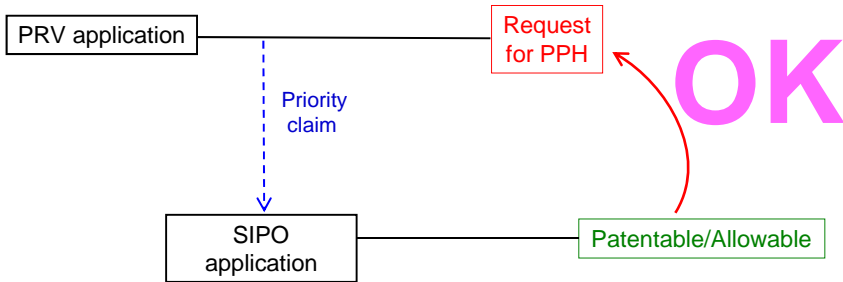 PRV application
Request
for PPH
OK
Priority
claim
SIPO
application
Patentable/Allowable